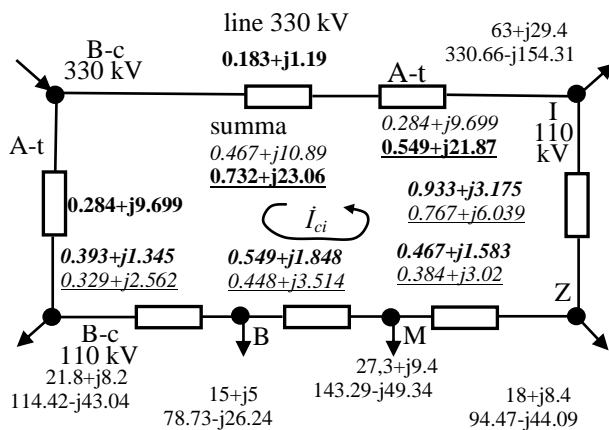 line 330 kV
63+j29.4
330.66-j154.31
B-c
330 kV
0.183+j1.19
A-t
I
110
kV
summa
0.467+j10.89
0.732+j23.06
0.284+j9.699
0.549+j21.87
A-t
0.284+j9.699
0.933+j3.175
0.767+j6.039
İci
0.393+j1.345
0.329+j2.562
0.549+j1.848
0.448+j3.514
0.467+j1.583
0.384+j3.02
Z
B-c
110 kV
B
M
21.8+j8.2
114.42-j43.04
15+j5
78.73-j26.24
27,3+j9.4
143.29-j49.34
18+j8.4
94.47-j44.09